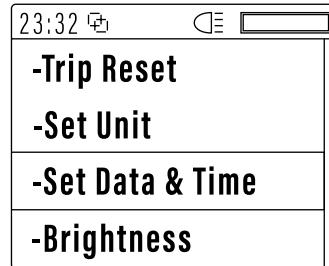 23:32
-Trip Reset
-Set Unit
-Set Data & Time
-Brightness